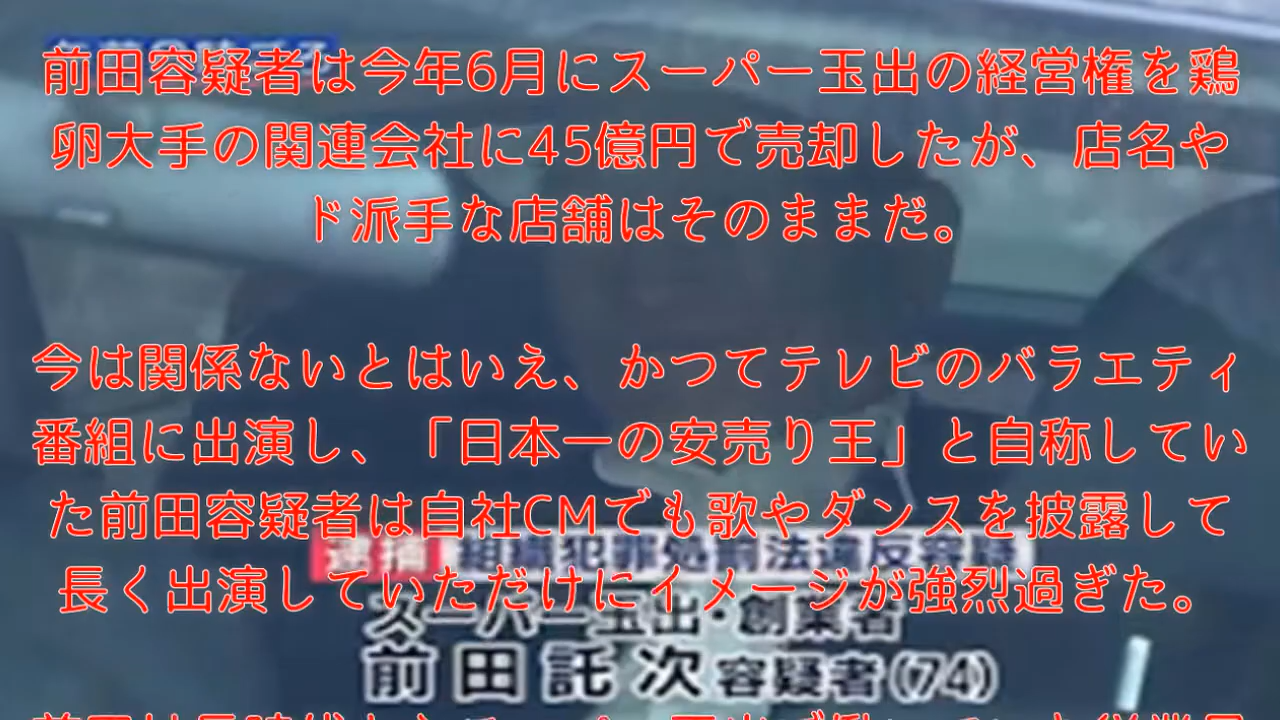 前田容疑者は今年6月にスーパー玉出の経営権を鶏
卵大手の関連会社に45億円で売却したが、店名や
ド派手な店舗はそのままだ。
今は関係ないとはいえ、かつてテレビのバラエティ
番組に出演し、「日本一の安売り王」と自称してい
た前田容疑者は自社CMでも歌やダンスを披露して
長く出演していただけにイメージが強烈過ぎた。
逮捕 組織犯罪処罰法違反容疑
スーパー玉出・創業者
前田託次容疑者(74)